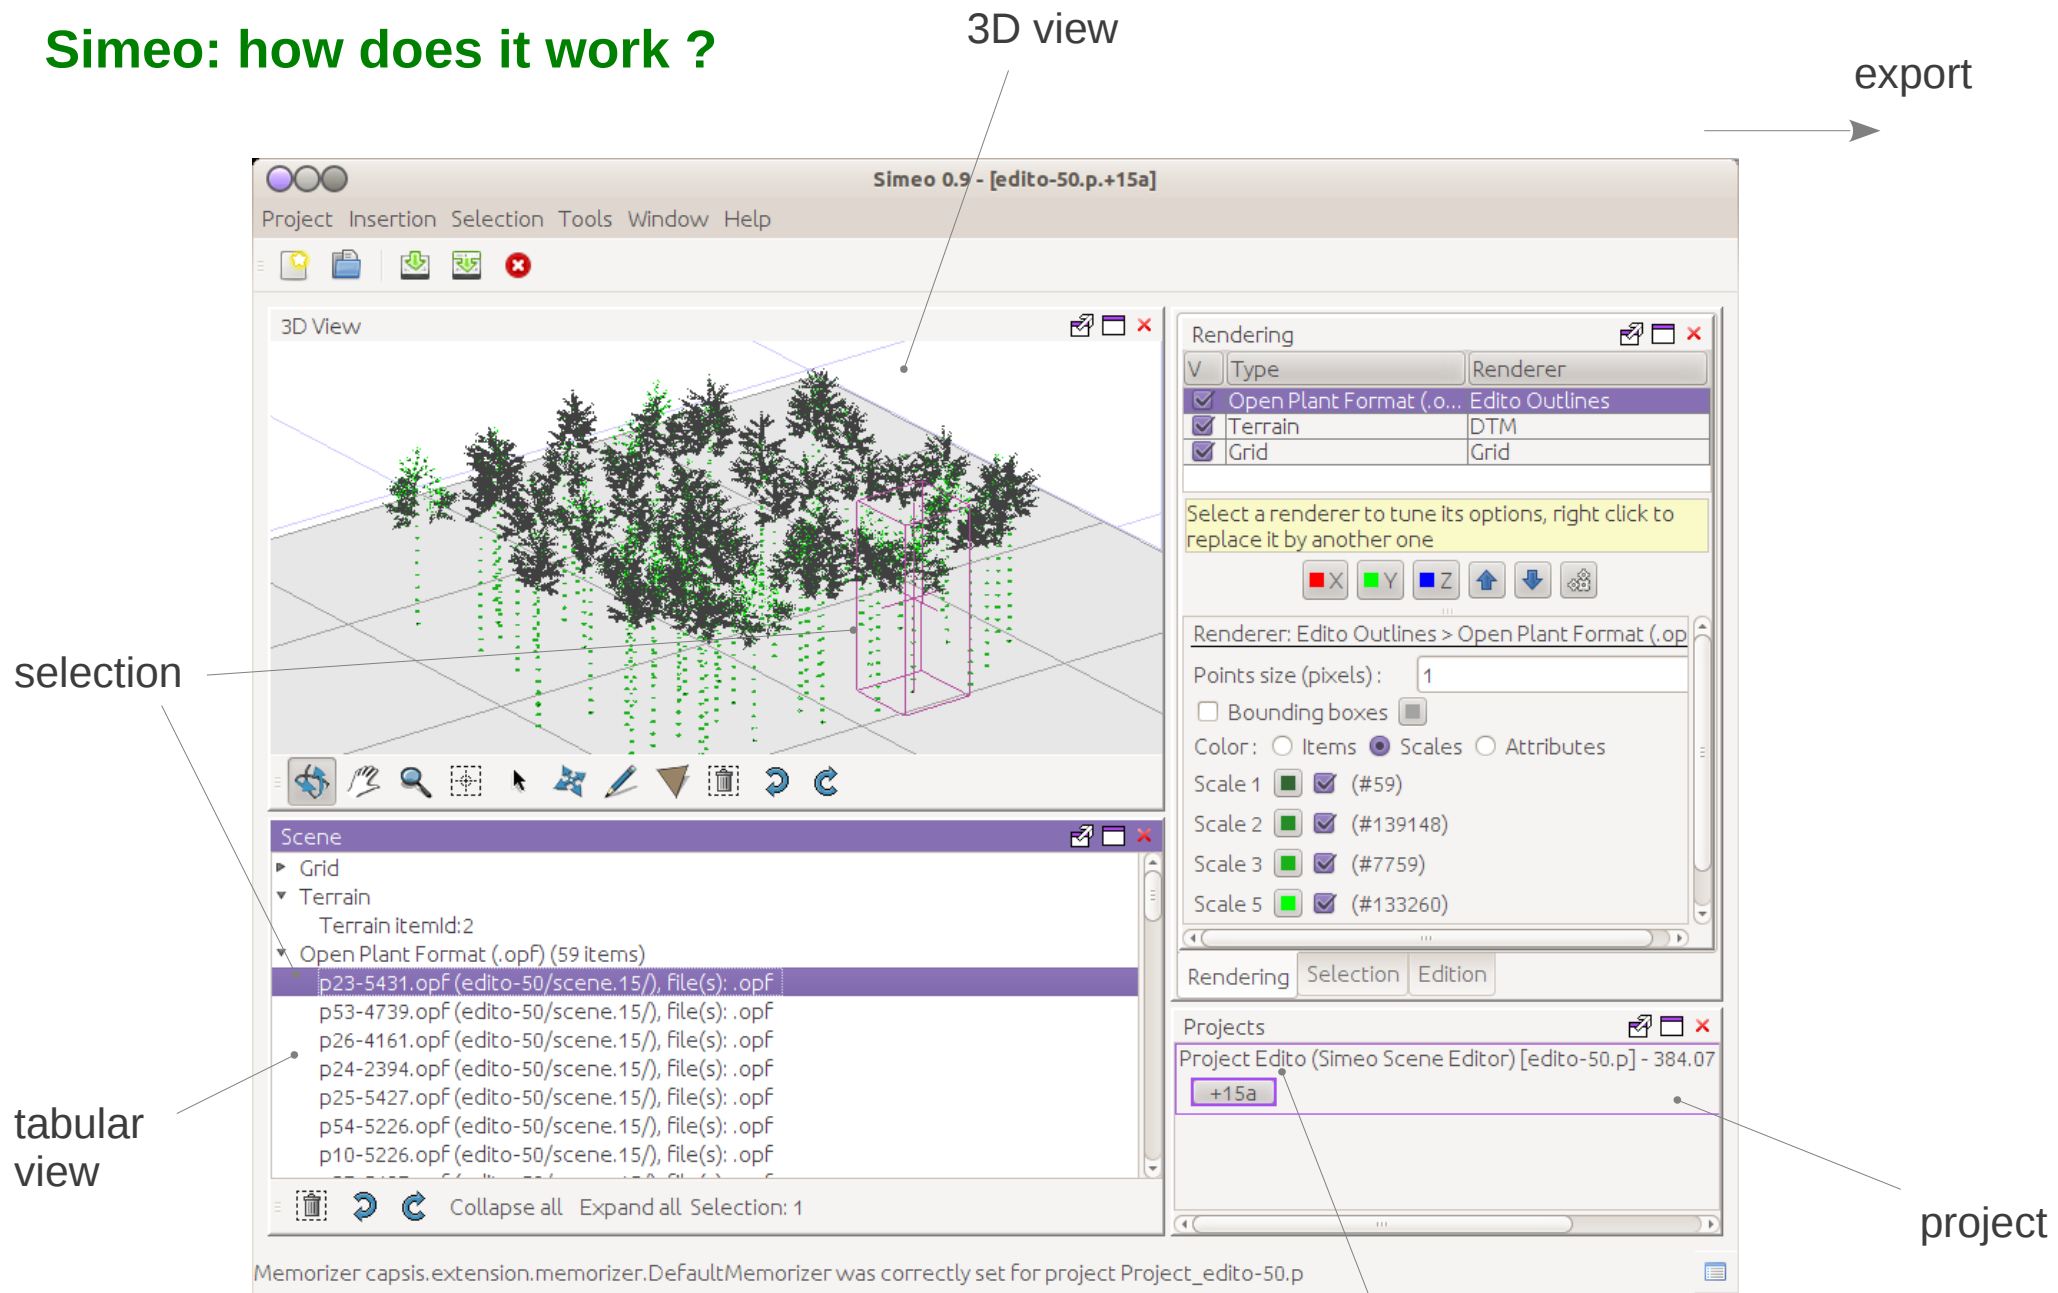 Simeo: how does it work ?
3D view
export
Simeo 0.9 - [edito-50.p.+15a]
Project Insertion Selection Tools Window Help
3D View
Rendering
V Type Renderer
Open Plant Format (.o... Edito Outlines
Terrain DTM
Grid Grid
Select a renderer to tune its options, right click to
replace it by another one
X Y Z
Renderer: Edito Outlines > Open Plant Format (.op
Points size (pixels) : 1
Bounding boxes
Color : Items Scales Attributes
Scale 1 (#59)
Scale 2 (#139148)
Scale 3 (#7759)
Scale 5 (#133260)
Rendering Selection Edition
selection
Scene
Grid
Terrain
Terrain itemId:2
Open Plant Format (.opf) (59 items)
p23-5431.opf (edito-50/scene.15/), file(s): .opf
p53-4739.opf (edito-50/scene.15/), file(s): .opf
p26-4161.opf (edito-50/scene.15/), file(s): .opf
p24-2394.opf (edito-50/scene.15/), file(s): .opf
p25-5427.opf (edito-50/scene.15/), file(s): .opf
p54-5226.opf (edito-50/scene.15/), file(s): .opf
p10-5226.opf (edito-50/scene.15/), file(s): .opf
Collapse all Expand all Selection: 1
tabular
view
Projects
Project Edito (Simeo Scene Editor) [edito-50.p] - 384.07
+15a
project
Memorizer capsis.extension.memorizer.DefaultMemorizer was correctly set for project Project_edito-50.p